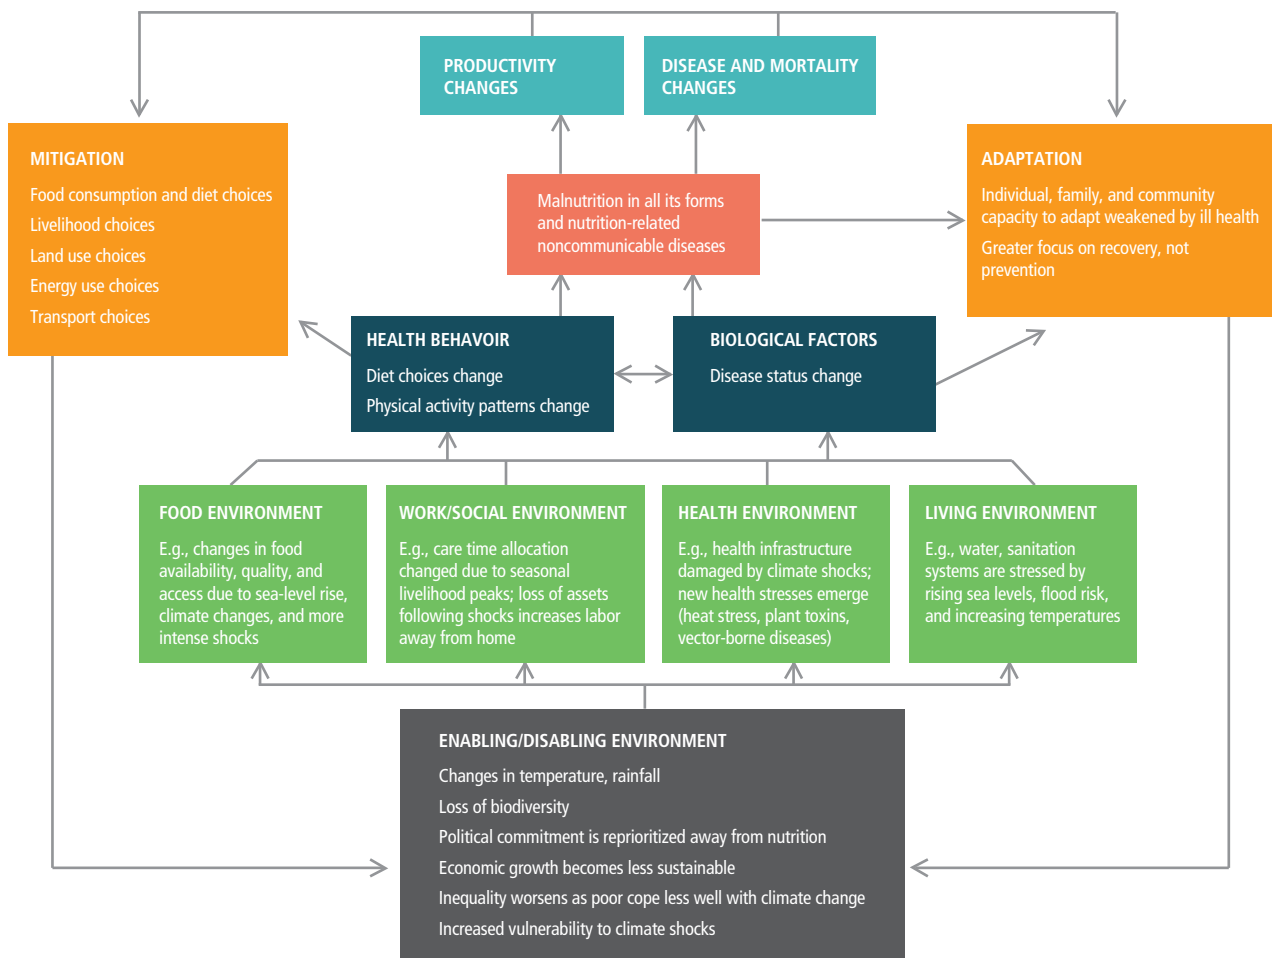 PRODUCTIVITY
CHANGES
DISEASE AND MORTALITY
CHANGES
MITIGATION
Food consumption and diet choices
Livelihood choices
Land use choices
Energy use choices
Transport choices
Malnutrition in all its forms
and nutrition-related
noncommunicable diseases
ADAPTATION
Individual, family, and community
capacity to adapt weakened by ill health
Greater focus on recovery, not
prevention
HEALTH BEHAVOIR
Diet choices change
Physical activity patterns change
BIOLOGICAL FACTORS
Disease status change
FOOD ENVIRONMENT
E.g., changes in food
availability, quality, and
access due to sea-level rise,
climate changes, and more
intense shocks
WORK/SOCIAL ENVIRONMENT
E.g., care time allocation
changed due to seasonal
livelihood peaks; loss of assets
following shocks increases labor
away from home
HEALTH ENVIRONMENT
E.g., health infrastructure
damaged by climate shocks;
new health stresses emerge
(heat stress, plant toxins,
vector-borne diseases)
LIVING ENVIRONMENT
E.g., water, sanitation
systems are stressed by
rising sea levels, flood risk,
and increasing temperatures
ENABLING/DISABLING ENVIRONMENT
Changes in temperature, rainfall
Loss of biodiversity
Political commitment is reprioritized away from nutrition
Economic growth becomes less sustainable
Inequality worsens as poor cope less well with climate change
Increased vulnerability to climate shocks